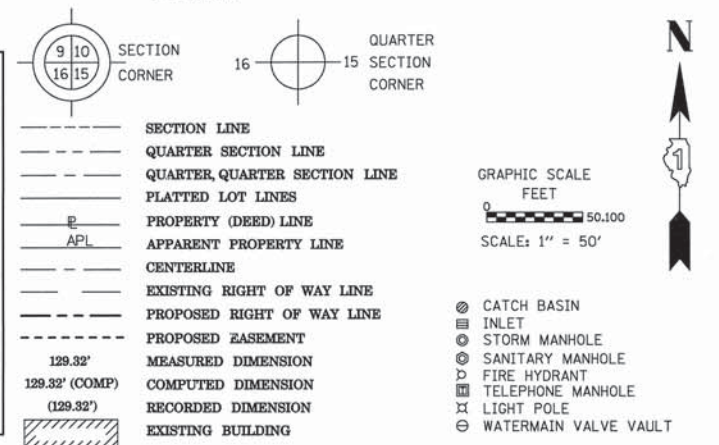 9 10 SECTION
16 15 CORNER
16 15 QUARTER
SECTION
CORNER
SECTION LINE
QUARTER SECTION LINE
QUARTER, QUARTER SECTION LINE
PLATTED LOT LINES
PL PROPERTY (DEED) LINE
APL APPARENT PROPERTY LINE
CENTERLINE
EXISTING RIGHT OF WAY LINE
PROPOSED RIGHT OF WAY LINE
PROPOSED EASEMENT
129.32' MEASURED DIMENSION
129.32' (COMP) COMPUTED DIMENSION
(129.32') RECORDED DIMENSION
EXISTING BUILDING
N
1
GRAPHIC SCALE
FEET
0 50.100
SCALE: 1" = 50'
CATCH BASIN
INLET
STORM MANHOLE
SANITARY MANHOLE
FIRE HYDRANT
TELEPHONE MANHOLE
LIGHT POLE
WATERMAIN VALVE VAULT